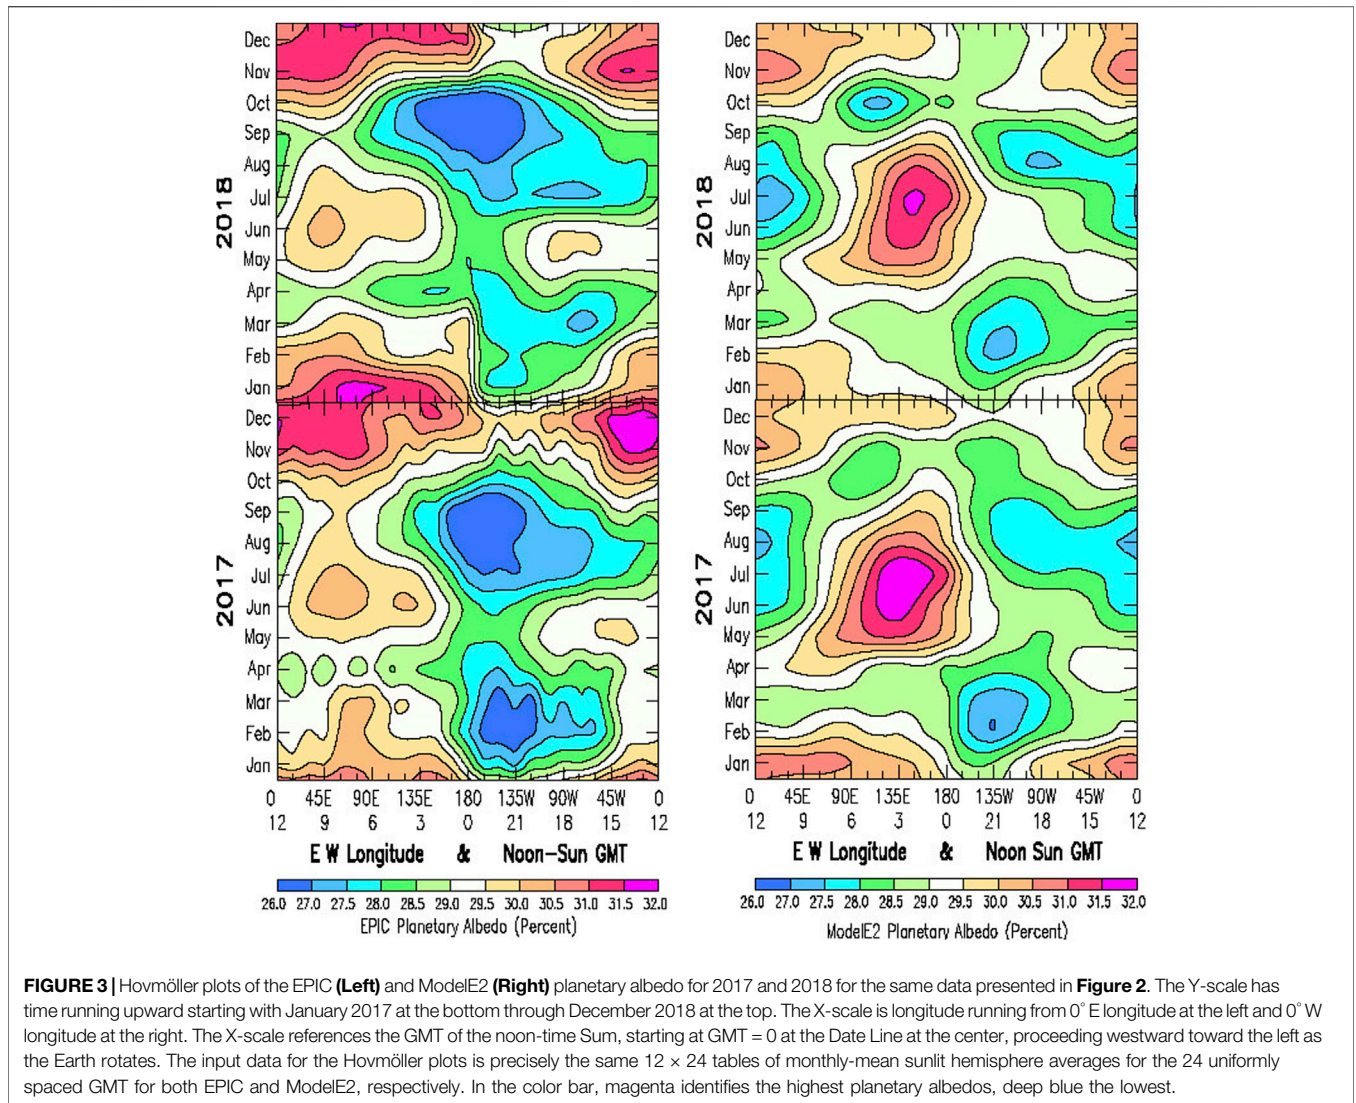 Dec
Nov
Oct
Sep
Aug
Jul
Jun
May
Apr
Mar
Feb
Jan
2018
Dec
Nov
Oct
Sep
Aug
Jul
Jun
May
Apr
Mar
Feb
Jan
2017
0 45E 90E 135E 180 135W 90W 45W 0
12 9 6 3 0 21 18 15 12
E W Longitude & Noon-Sun GMT
26.0 27.0 27.5 28.0 28.5 29.0 29.5 30.0 30.5 31.0 31.5 32.0
EPIC Planetary Albedo (Percent)
Dec
Nov
Oct
Sep
Aug
Jul
Jun
May
Apr
Mar
Feb
Jan
2018
Dec
Nov
Oct
Sep
Aug
Jul
Jun
May
Apr
Mar
Feb
Jan
2017
0 45E 90E 135E 180 135W 90W 45W 0
12 9 6 3 0 21 18 15 12
E W Longitude & Noon Sun GMT
26.0 27.0 27.5 28.0 28.5 29.0 29.5 30.0 30.5 31.0 31.5 32.0
ModelE2 Planetary Albedo (Percent)
FIGURE 3 | Hovmöller plots of the EPIC (Left) and ModelE2 (Right) planetary albedo for 2017 and 2018 for the same data presented in Figure 2. The Y-scale has
time running upward starting with January 2017 at the bottom through December 2018 at the top. The X-scale is longitude running from 0° E longitude at the left and 0° W
longitude at the right. The X-scale references the GMT of the noon-time Sum, starting at GMT = 0 at the Date Line at the center, proceeding westward toward the left as
the Earth rotates. The input data for the Hovmöller plots is precisely the same 12 × 24 tables of monthly-mean sunlit hemisphere averages for the 24 uniformly
spaced GMT for both EPIC and ModelE2, respectively. In the color bar, magenta identifies the highest planetary albedos, deep blue the lowest.